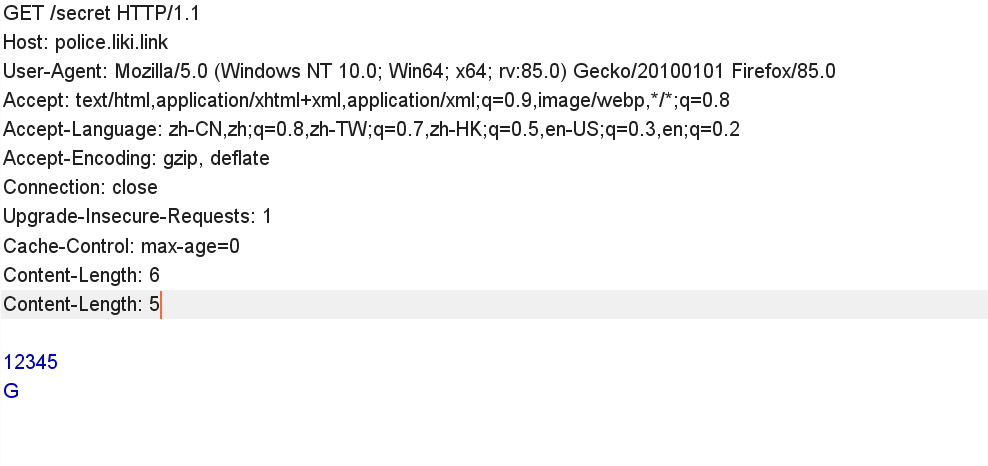 GET /secret HTTP/1.1
Host: police.liki.link
User-Agent: Mozilla/5.0 (Windows NT 10.0; Win64; x64; rv:85.0) Gecko/20100101 Firefox/85.0
Accept: text/html,application/xhtml+xml,application/xml;q=0.9,image/webp,*/*;q=0.8
Accept-Language: zh-CN,zh;q=0.8,zh-TW;q=0.7,zh-HK;q=0.5,en-US;q=0.3,en;q=0.2
Accept-Encoding: gzip, deflate
Connection: close
Upgrade-Insecure-Requests: 1
Cache-Control: max-age=0
Content-Length: 6
Content-Length: 5
12345
G